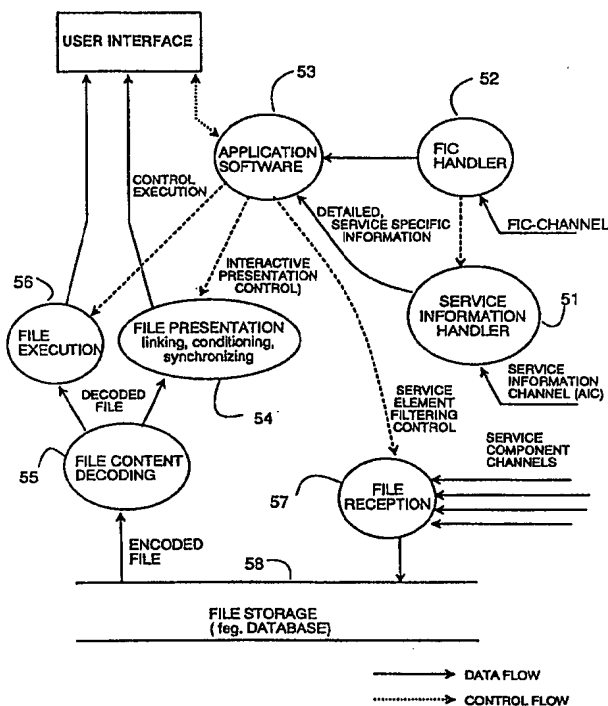 USER INTERFACE
53
52
APPLICATION
SOFTWARE
FIC
HANDLER
CONTROL
EXECUTION
DETAILED,
SERVICE SPECIFIC
INFORMATION
FIC-CHANNEL
56
INTERACTIVE
PRESENTATION
CONTROL)
SERVICE
INFORMATION
HANDLER
51
FILE
EXECUTION
FILE PRESENTATION
linking, conditioning,
synchronizing
DECODED
FILE
54
SERVICE
ELEMENT
FILTERING
CONTROL
SERVICE
INFORMATION
CHANNEL (AIC)
55
FILE CONTENT
DECODING
SERVICE
COMPONENT
CHANNELS
57
FILE
RECEPTION
ENCODED
FILE
58
FILE STORAGE
( feg. DATABASE)
DATA FLOW
CONTROL FLOW